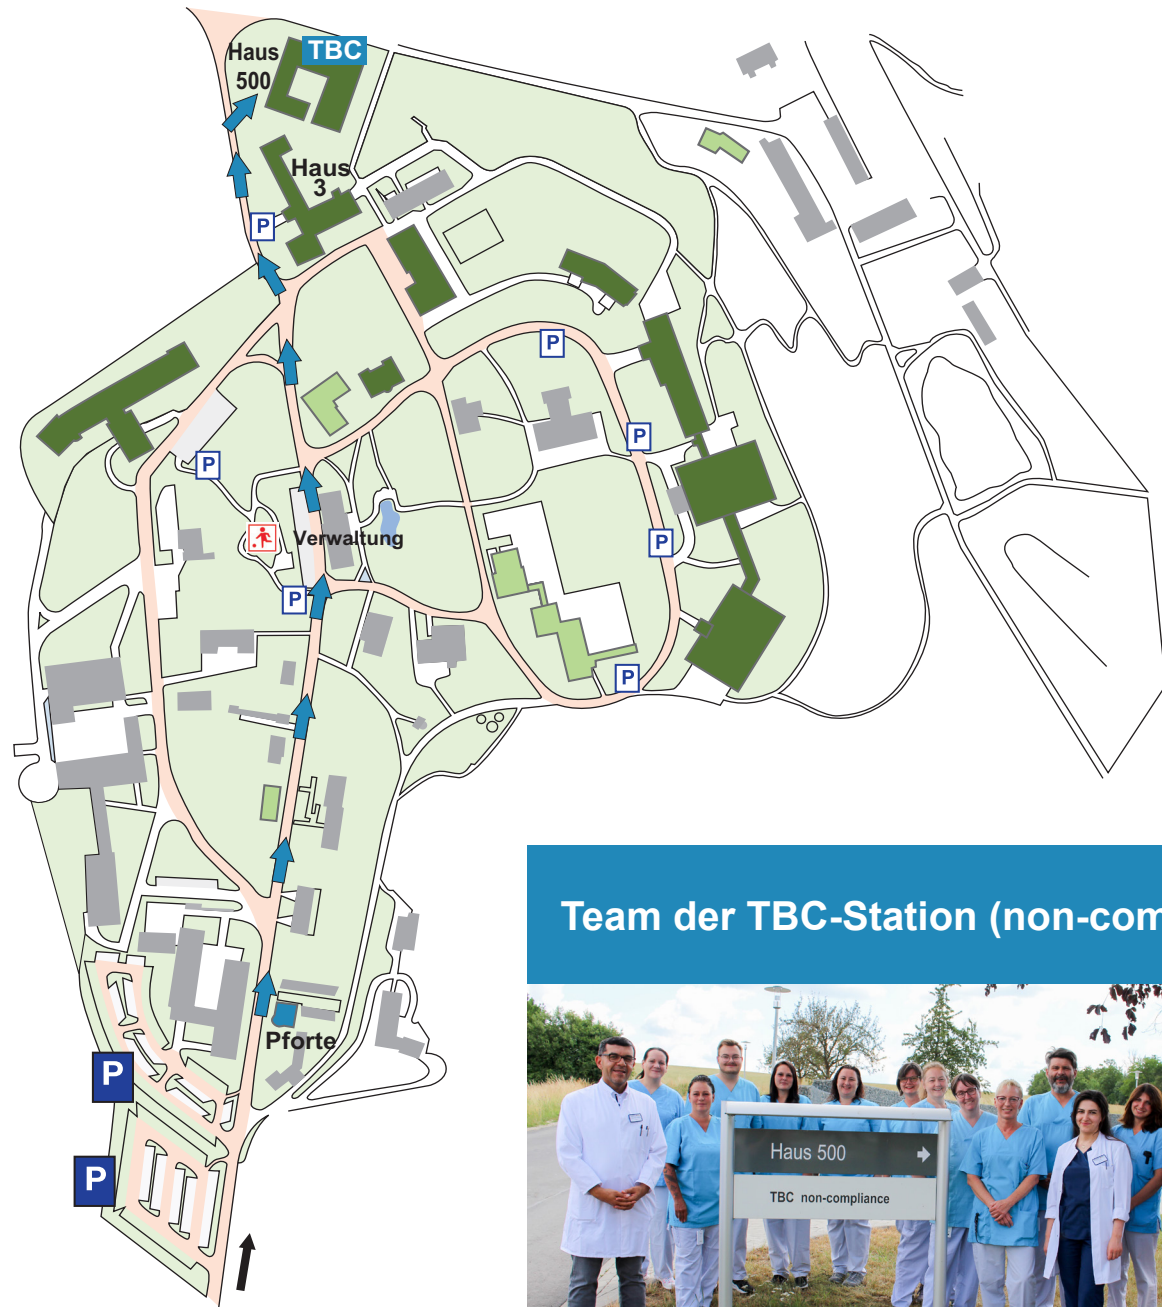 Haus
500
TBC
Haus
3
P
P
P
P
P
Verwaltung
P
P
P
Team der TBC-Station (non-com
Pforte
P
P
Haus 500
TBC non-compliance